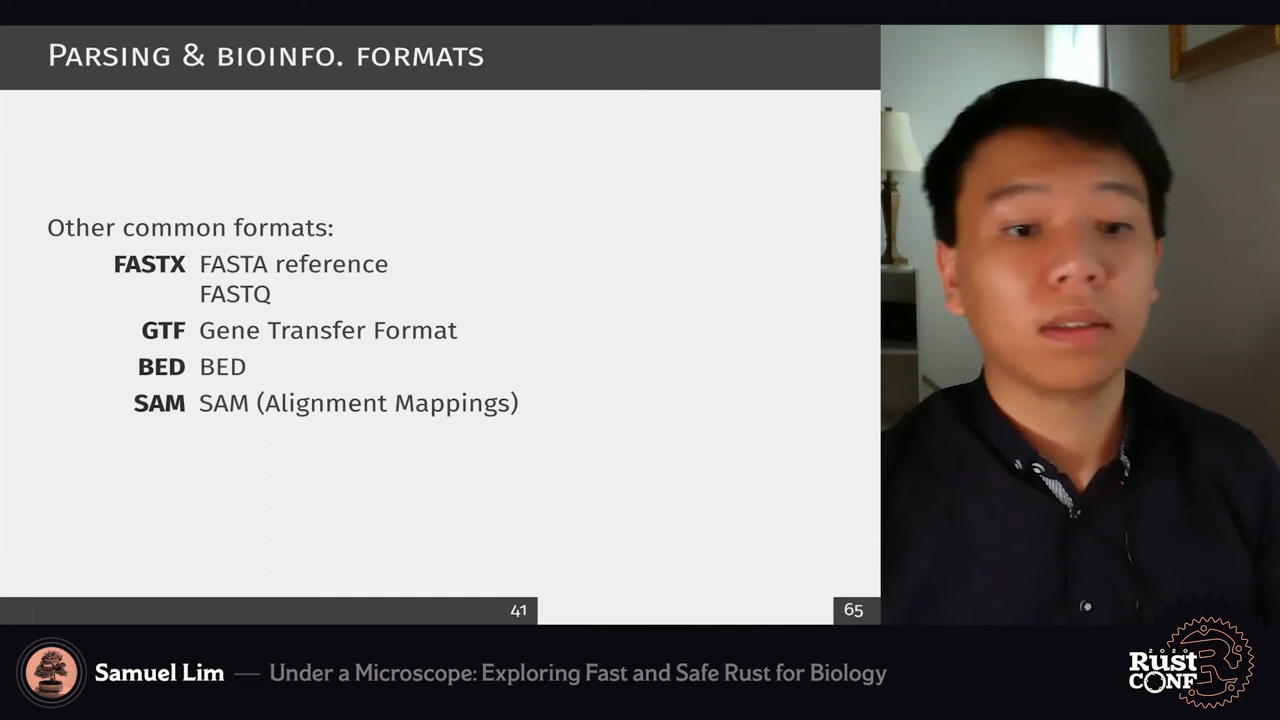 PARSING & BIOINFO. FORMATS
Other common formats:
FASTX FASTA reference
FASTQ
GTF Gene Transfer Format
BED BED
SAM SAM (Alignment Mappings)
41
65
Samuel Lim — Under a Microscope: Exploring Fast and Safe Rust for Biology
2020
Rust
CONF
R